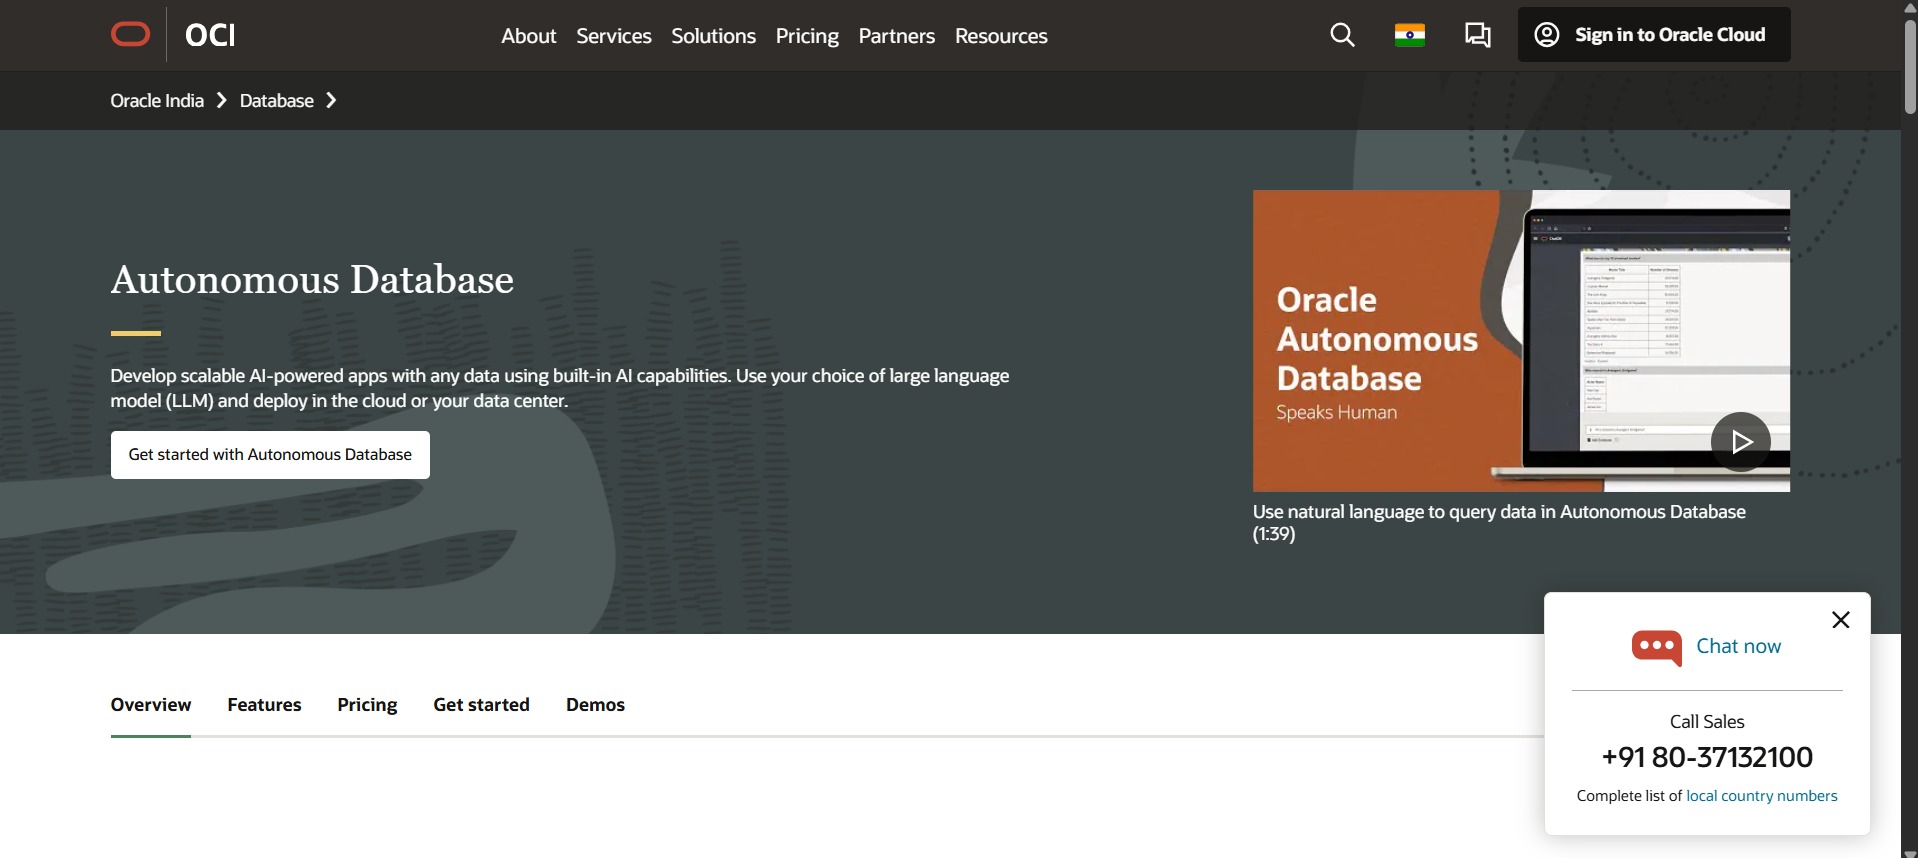 OCI
About Services Solutions Pricing Partners Resources
Sign in to Oracle Cloud
Oracle India Database
Autonomous Database
Develop scalable AI-powered apps with any data using built-in AI capabilities. Use your choice of large language
model (LLM) and deploy in the cloud or your data center.
Get started with Autonomous Database
Oracle
Autonomous
Database
Speaks Human
Use natural language to query data in Autonomous Database
(1:39)
Overview Features Pricing Get started Demos
Chat now
Call Sales
+91 80-37132100
Complete list of local country numbers